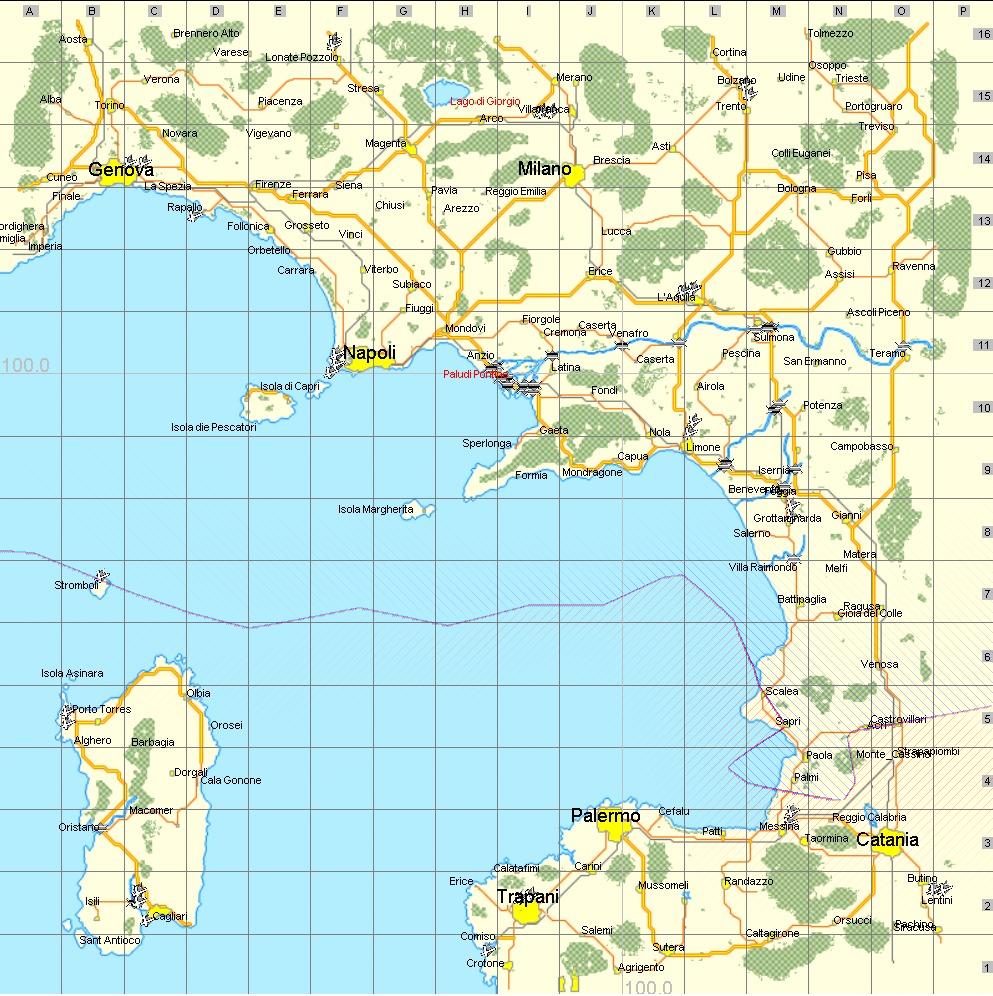 A B C D E F G H I J K L M N O P
16
Aosta
Brennero Alto
Varese
Lonate Pozzolo
Cortina
Tolmezzo
Osoppo
Verona
Stresa
Merano
Bolzano
Udine
Trieste
15
Alba
Torino
Piacenza
Lago di Giorgio
Arco
Villafranca
Trento
Portogruaro
Treviso
Novara
Vigevano
Magenta
Asti
14
Genova
Milano
Brescia
Colli Euganei
Cuneo
Finale
La Spezia
Firenze
Ferrara
Siena
Pavia
Reggio Emilia
Bologna
Pisa
Forli
Rapallo
Chiusi
Arezzo
13
ordighera
miglia
Imperia
Follonica
Grosseto
Vinci
Lucca
Orbetello
Gubbio
Carrara
Viterbo
Subiaco
Erice
Assisi
Ravenna
12
Fiuggi
L'Aquila
Ascoli Piceno
Mondovi
Fiorgole
Cremona
Caserta
Venafro
Sulmona
11
Napoli
Anzio
Latina
Caserta
Pescina
San Ermanno
Teramo
100.0
Paludi Pontine
Isola di Capri
Fondi
Airola
10
Potenza
Isola die Pescatori
Gaeta
Sperlonga
Nola
Limone
Campobasso
Capua
Mondragone
Formia
Isernia
9
Benevento
Foggia
Isola Margherita
Grottaminarda
Gianni
Salerno
8
Matera
Villa Raimondo
Melfi
Stromboli
Battipaglia
Ragusa
Gioia del Colle
7
Isola Asinara
Venosa
6
Olbia
Scalea
Porto Torres
Orosei
Sapri
Castrovillari
Acri
5
Alghero
Barbagia
Paola
Monte_Cassino
Strapapiombi
Dorgali
Cala Gonone
Palmi
4
Macomer
Oristano
Palermo
Cefalu
Patti
Messina
Reggio Calabria
Taormina
Catania
3
Calatafimi
Carini
Erice
Mussomeli
Randazzo
Butino
Lentini
Isili
Cagliari
Trapani
2
Orsucci
Pachino
Siracusa
Sant Antioco
Comiso
Salemi
Caltagirone
Sutera
Crotone
Agrigento
1
100.0